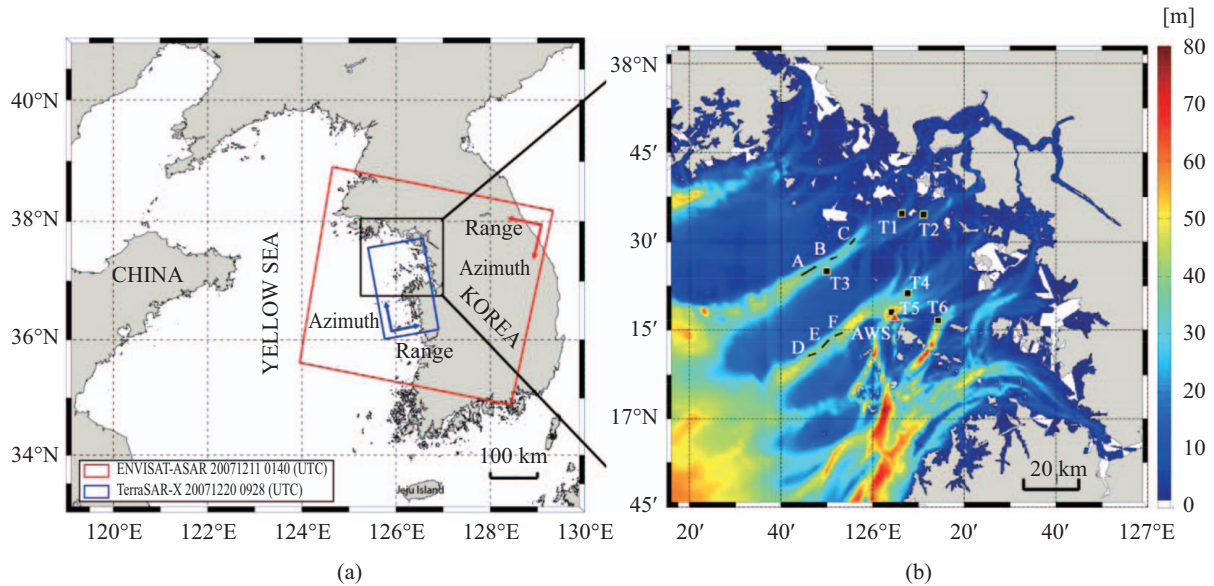 [m]
40°N
38°N
36°N
34°N
120°E
122°E
124°E
126°E
128°E
130°E
CHINA
YELLOW SEA
KOREA
Range
Azimuth
Azimuth
Range
100 km
Jeju Island
ENVISAT-ASAR 20071211 0140 (UTC)
TerraSAR-X 20071220 0928 (UTC)
(a)
38°N
45′
30′
15′
17°N
45′
20′
40′
126°E
20′
40′
127°E
T1
T2
C
B
A
T3
T4
T5
T6
F
E
D
AWS
20 km
80
70
60
50
40
30
20
10
0
(b)